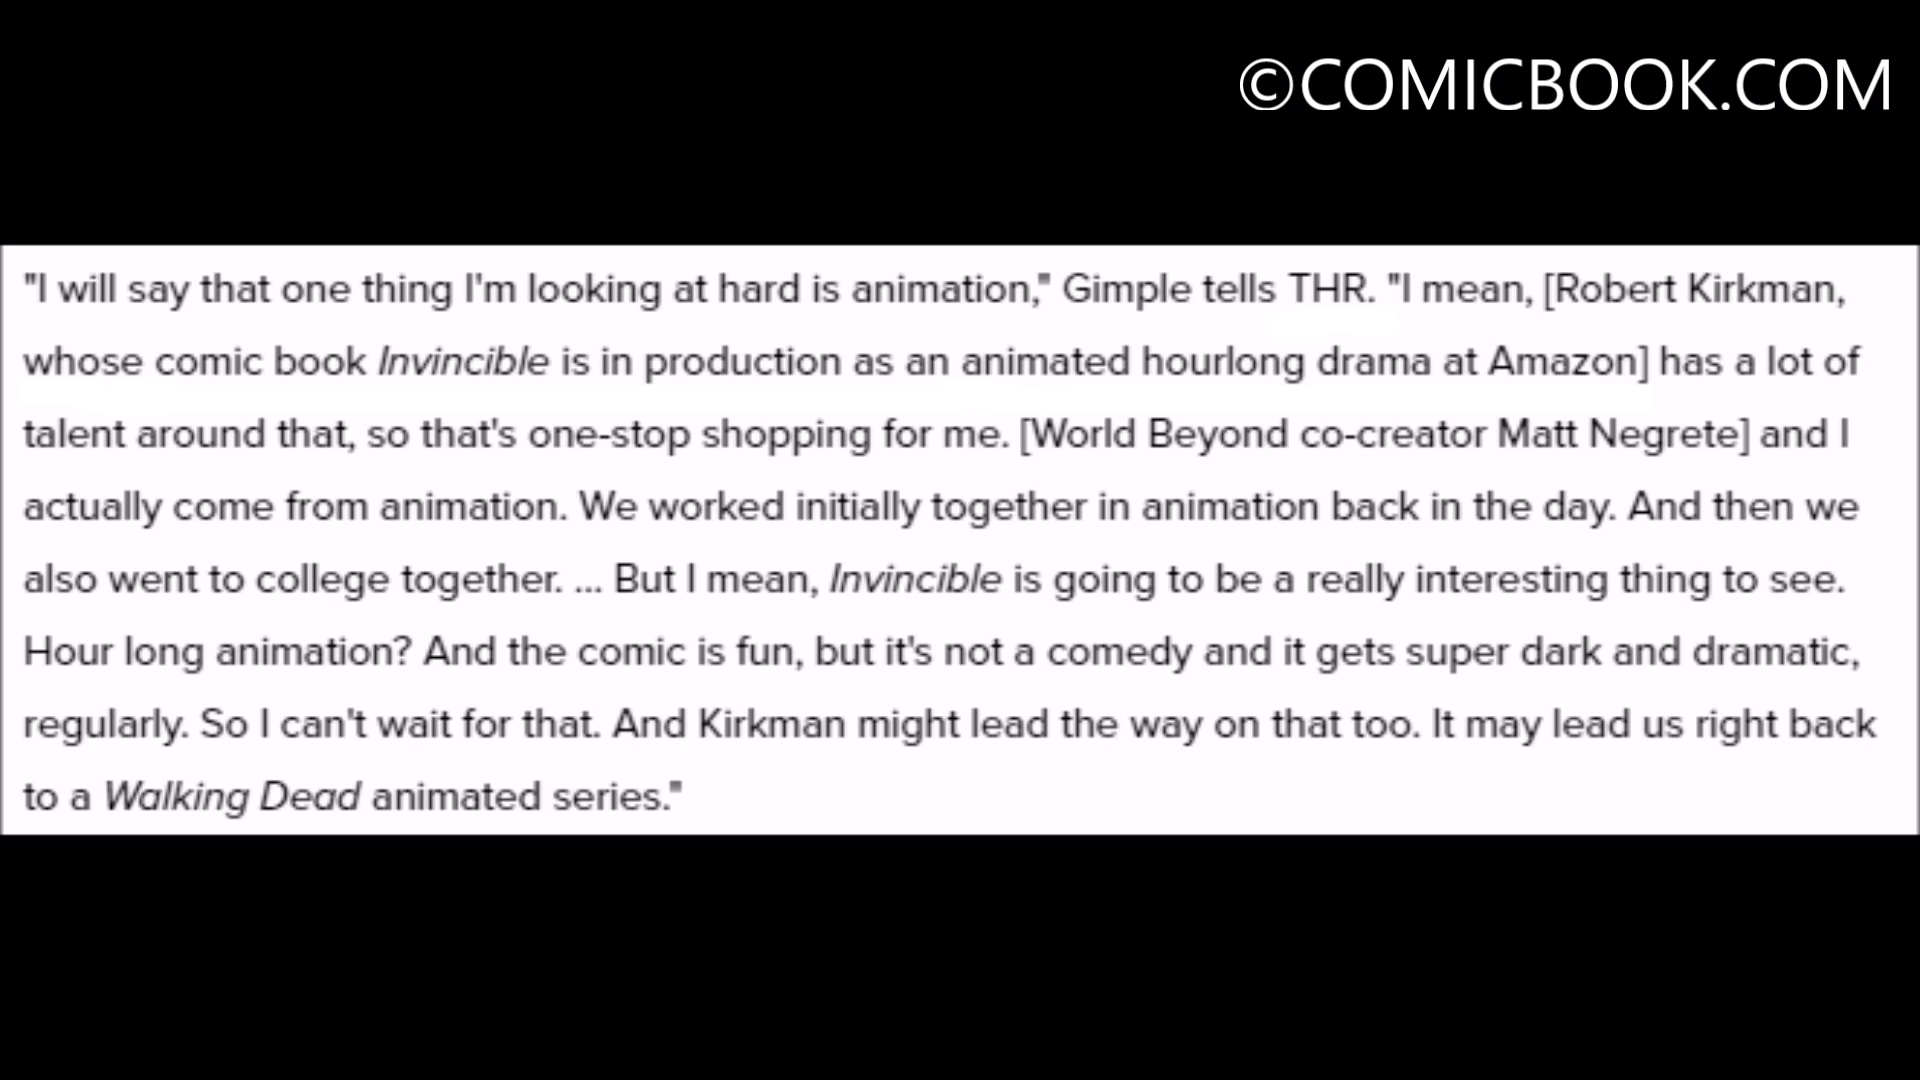 ©COMICBOOK.COM
"I will say that one thing I'm looking at hard is animation," Gimple tells THR. "I mean, [Robert Kirkman,
whose comic book Invincible is in production as an animated hourlong drama at Amazon] has a lot of
talent around that, so that's one-stop shopping for me. [World Beyond co-creator Matt Negrete] and I
actually come from animation. We worked initially together in animation back in the day. And then we
also went to college together. ... But I mean, Invincible is going to be a really interesting thing to see.
Hour long animation? And the comic is fun, but it's not a comedy and it gets super dark and dramatic,
regularly. So I can't wait for that. And Kirkman might lead the way on that too. It may lead us right back
to a Walking Dead animated series."